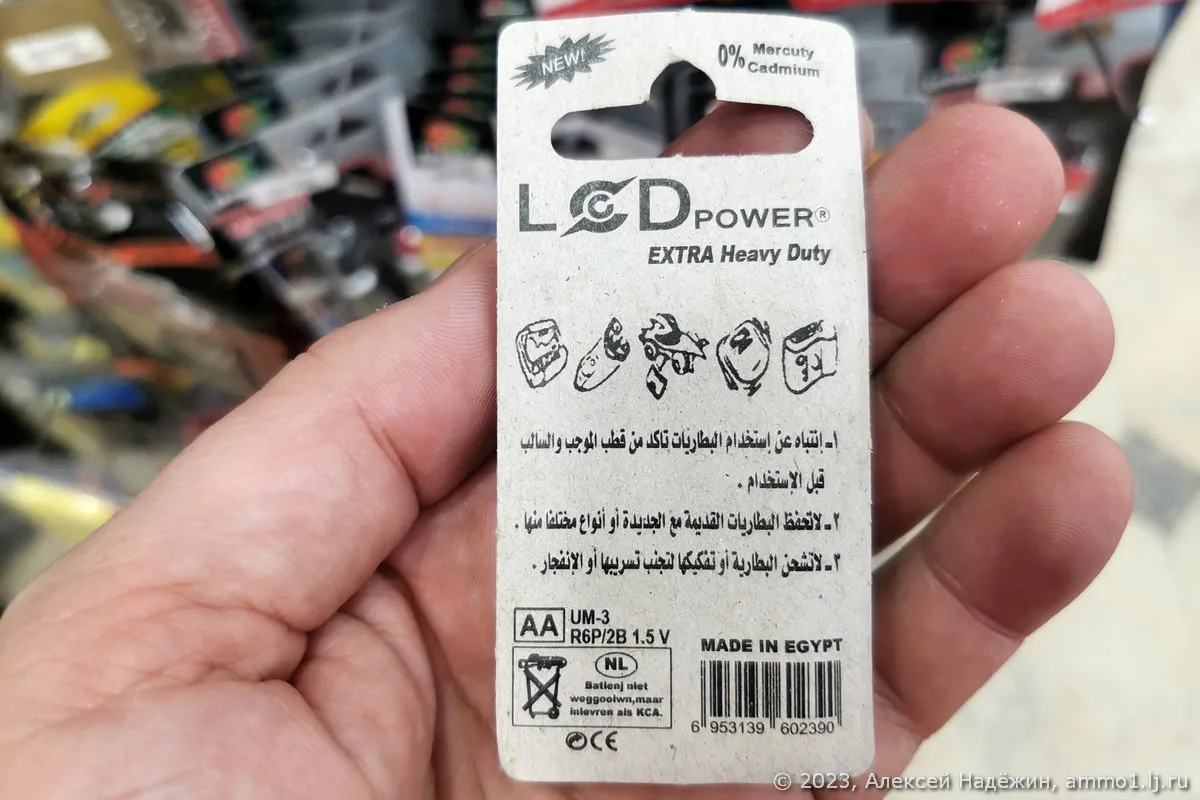 NEW!
0% Mercuty
Cadmium
LCD POWER®
EXTRA Heavy Duty
١ـ إنتباه عن إستخدام البطاريات تاكد من قطب الموجب والسالب
قبل الإستخدام .
٢ـ لاتحفظ البطاريات القديمة مع الجديدة أو أنواع مختلفا منها .
٣ـ لاتشحن البطارية أو تفكيكها لتجنب تسريبها أو الإنفجار .
AA UM-3
R6P/2B 1.5 V
NL
Batlenj niet
weggoolwn,maar
inlevren als KCA.
CE
MADE IN EGYPT
6 953139 602390
© 2023, Алексей Надёжин, ammo1.lj.ru